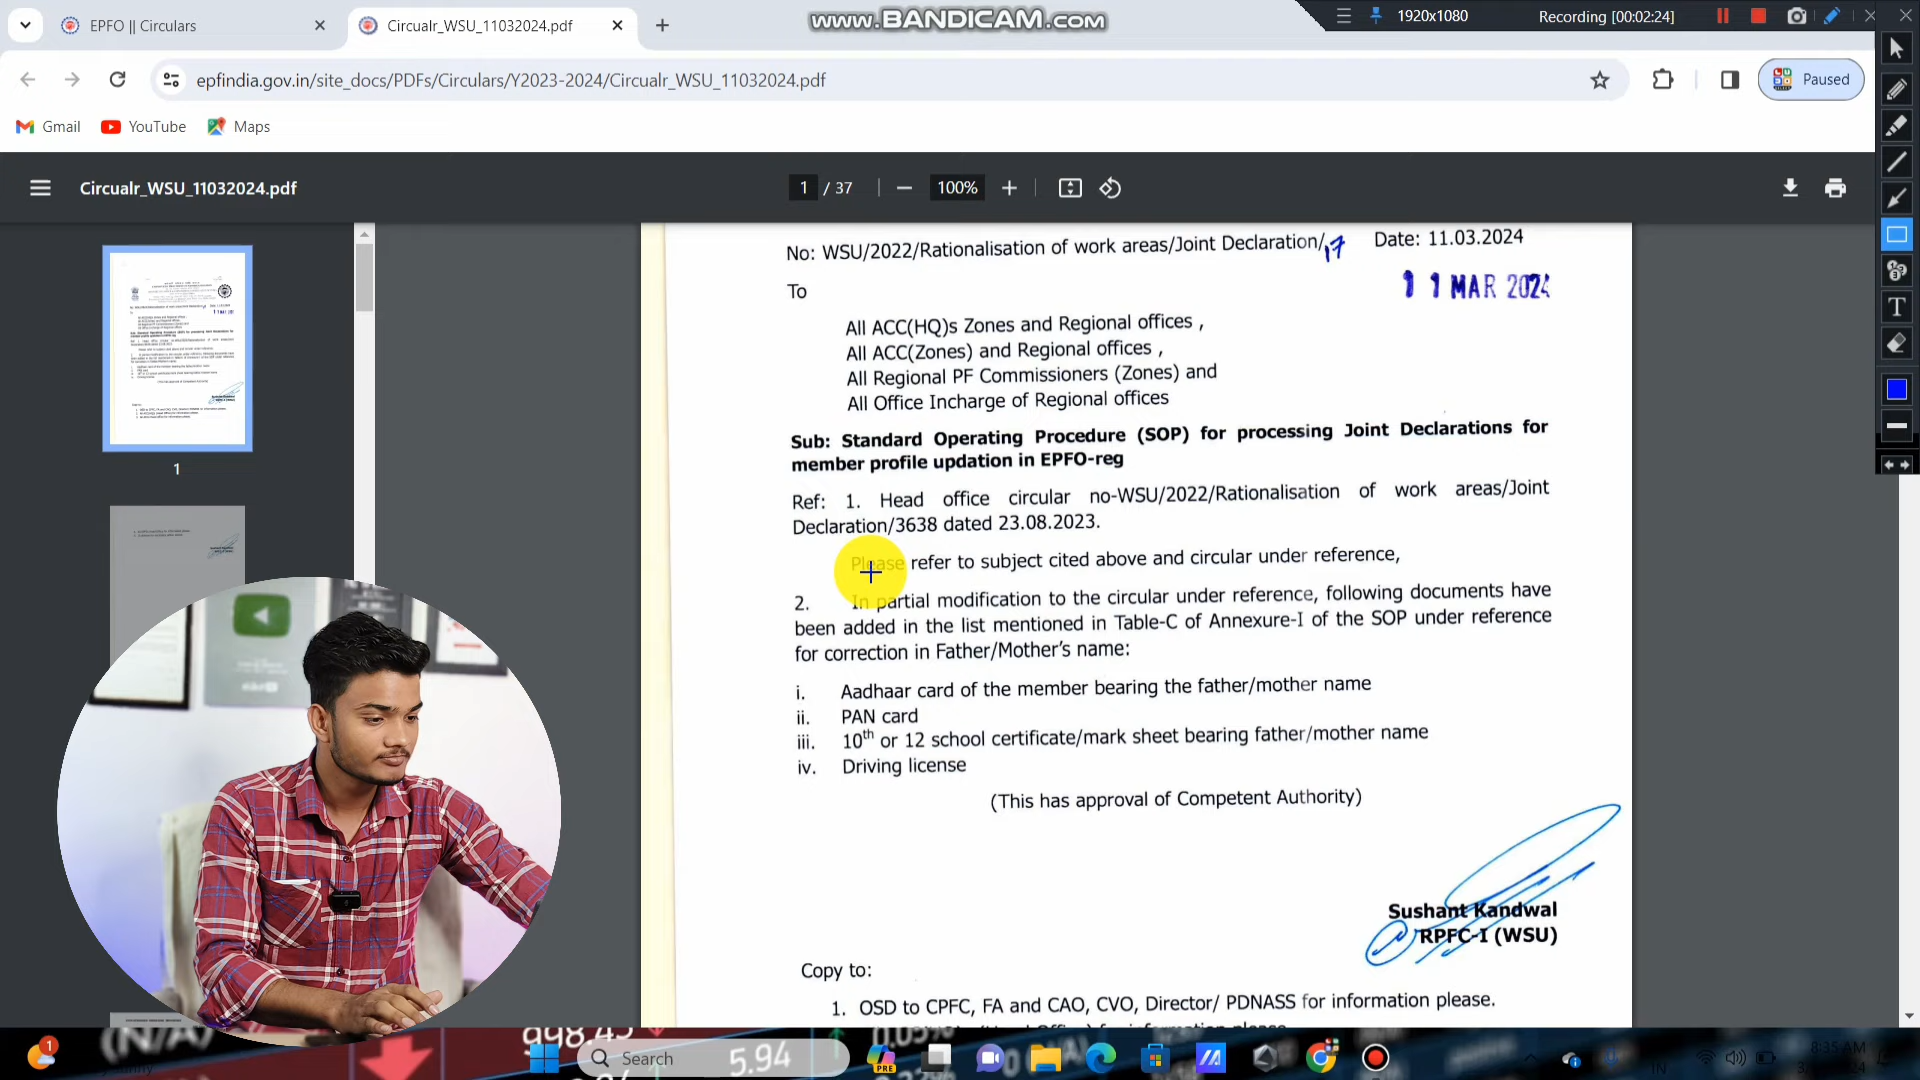 www.BANDICAM.com
1920x1080
Recording [00:02:24]
EPFO || Circulars
Circualr_WSU_11032024.pdf
epfindia.gov.in/site_docs/PDFs/Circulars/Y2023-2024/Circualr_WSU_11032024.pdf
Paused
Gmail
YouTube
Maps
Circualr_WSU_11032024.pdf
1 / 37
100%
1
No: WSU/2022/Rationalisation of work areas/Joint Declaration/17
Date: 11.03.2024
11 MAR 2024
To
All ACC(HQ)s Zones and Regional offices ,
All ACC(Zones) and Regional offices ,
All Regional PF Commissioners (Zones) and
All Office Incharge of Regional offices
Sub: Standard Operating Procedure (SOP) for processing Joint Declarations for
member profile updation in EPFO-reg
Ref: 1. Head office circular no-WSU/2022/Rationalisation of work areas/Joint
Declaration/3638 dated 23.08.2023.
Please refer to subject cited above and circular under reference,
2. In partial modification to the circular under reference, following documents have
been added in the list mentioned in Table-C of Annexure-I of the SOP under reference
for correction in Father/Mother's name:
i. Aadhaar card of the member bearing the father/mother name
ii. PAN card
iii. 10th or 12 school certificate/mark sheet bearing father/mother name
iv. Driving license
(This has approval of Competent Authority)
Sushant Kandwal
RPFC-I (WSU)
Copy to:
1. OSD to CPFC, FA and CAO, CVO, Director/ PDNASS for information please.
(N/A)
998.45
Search
5.94
PRE
8:35 AM